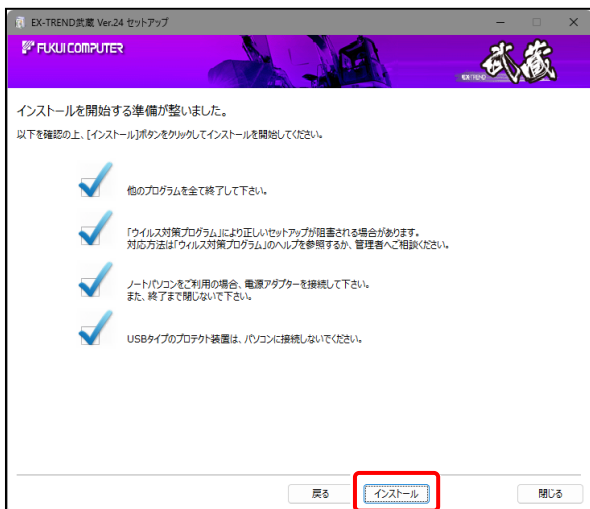 EX-TREND武蔵 Ver.24 セットアップ
FUKUI COMPUTER
EX-TREND 武蔵
インストールを開始する準備が整いました。
以下を確認の上、[インストール]ボタンをクリックしてインストールを開始してください。
他のプログラムを全て終了して下さい。
「ウイルス対策プログラム」により正しいセットアップが阻害される場合があります。
対応方法は「ウィルス対策プログラム」のヘルプを参照するか、管理者へご相談ください。
ノートパソコンをご利用の場合、電源アダプターを接続して下さい。
また、終了まで閉じないで下さい。
USBタイプのプロテクト装置は、パソコンに接続しないでください。
戻る インストール 閉じる